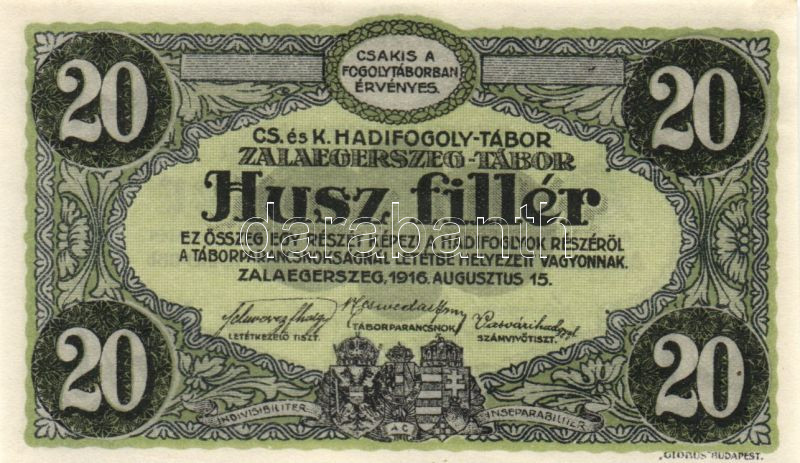 20 CSAKIS A 20
FOGOLYTÁBORBAN
ÉRVÉNYES.
CS. és K. HADIFOGOLY-TÁBOR
ZALAEGERSZEG-TÁBOR
Husz fillér
darabanth
EZ ÖSSZEG EGY RÉSZÉT KÉPEZI A HADIFOGLYOK RÉSZÉRŐL
A TÁBORPARANCSNOKSÁGNÁL LETÉTBE HELYEZETT VAGYONNAK.
ZALAEGERSZEG, 1916. AUGUSZTUS 15.
LETÉTKEZELŐ TISZT. TÁBORPARANCSNOK SZÁMVIVŐTISZT.
20 20
INDIVISIBILITER AC INSEPARABILITER
„GLOBUS" BUDAPEST.